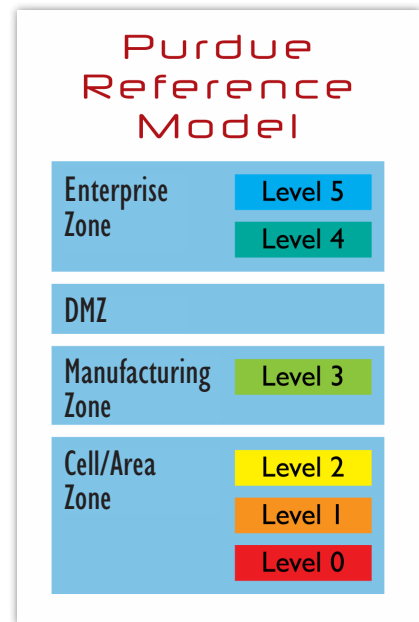 Purdue
Reference
Model
Enterprise
Zone
Level 5
Level 4
DMZ
Manufacturing
Zone
Level 3
Cell/Area
Zone
Level 2
Level 1
Level 0